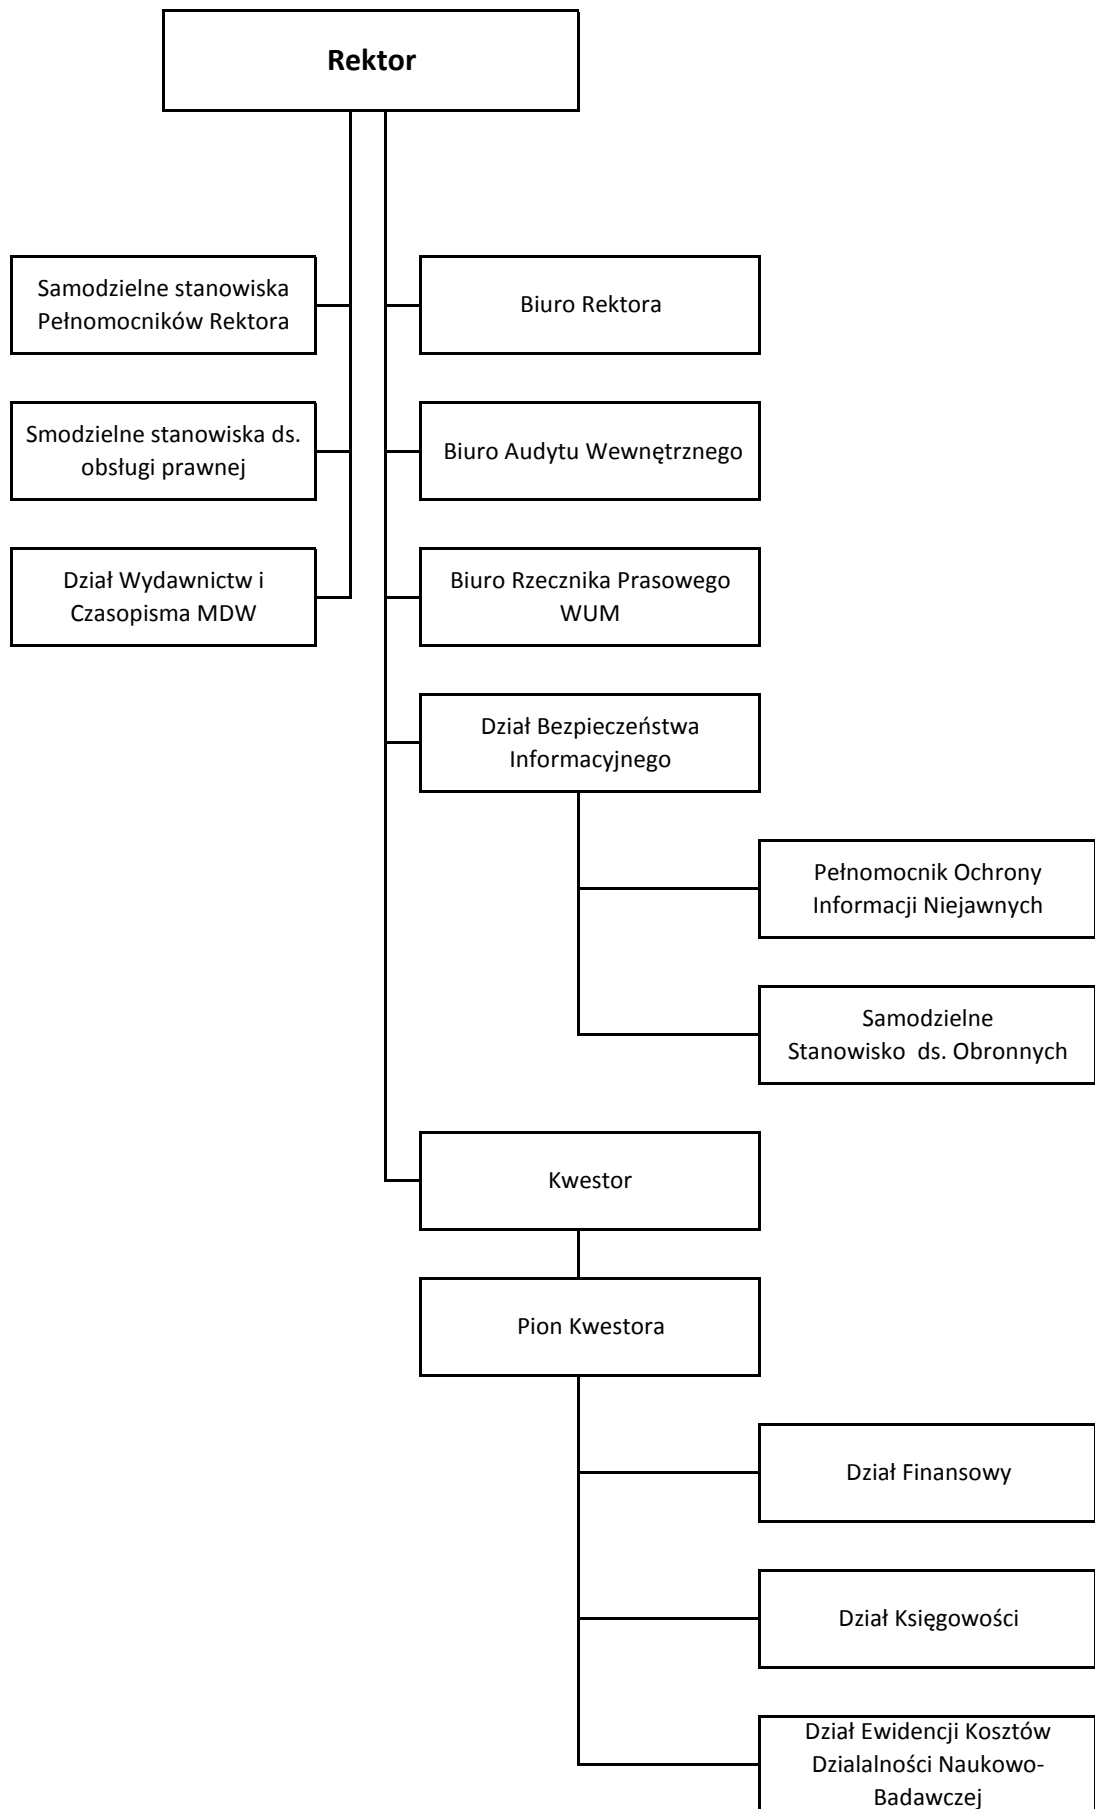 Rektor
Samodzielne stanowiska
Pełnomocników Rektora
Biuro Rektora
Smodzielne stanowiska ds.
obsługi prawnej
Biuro Audytu Wewnętrznego
Dział Wydawnictw i
Czasopisma MDW
Biuro Rzecznika Prasowego
WUM
Dział Bezpieczeństwa
Informacyjnego
Pełnomocnik Ochrony
Informacji Niejawnych
Samodzielne
Stanowisko ds. Obronnych
Kwestor
Pion Kwestora
Dział Finansowy
Dział Księgowości
Dział Ewidencji Kosztów
Dzialalności Naukowo-
Badawczej